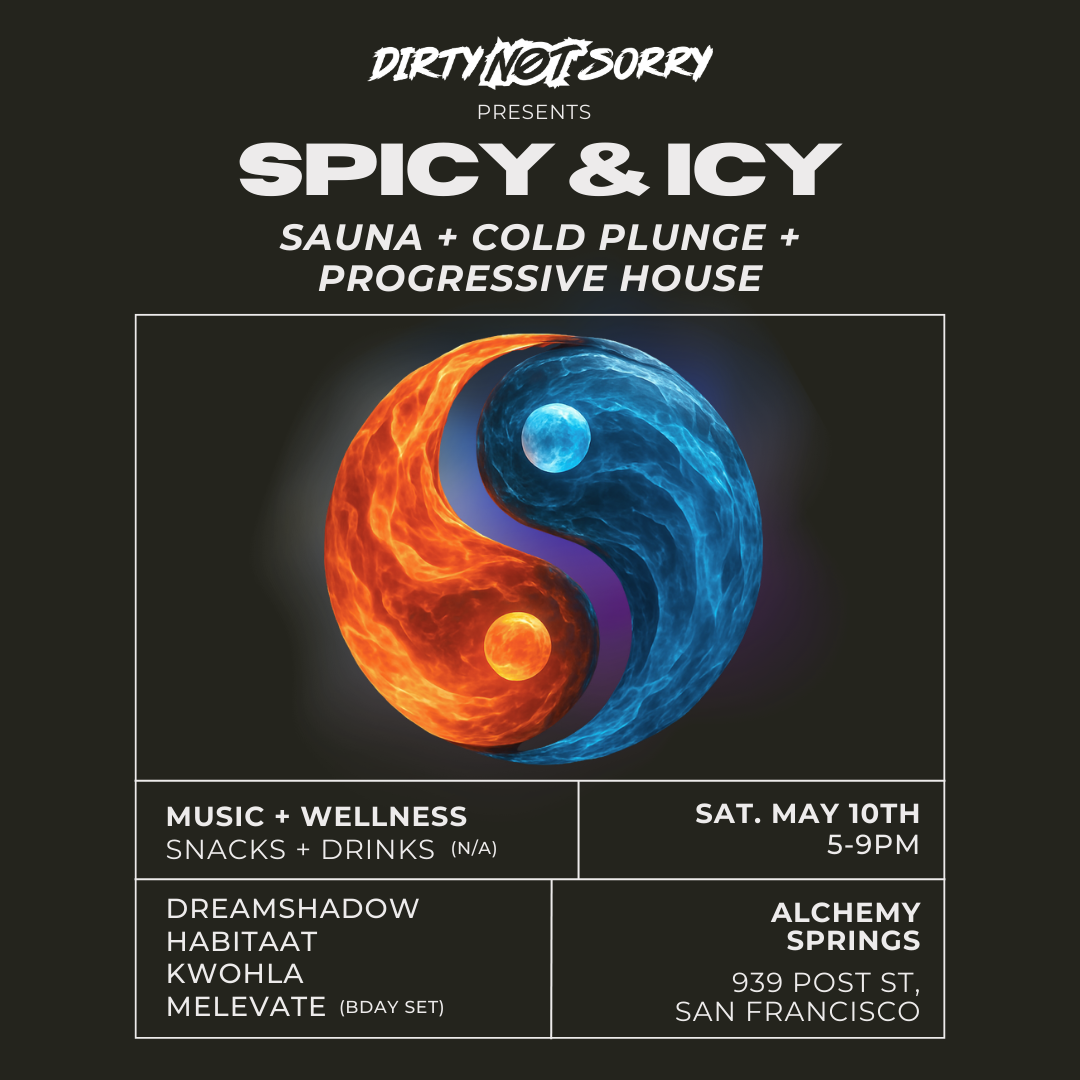 DIRTY NØT SORRY
PRESENTS
SPICY & ICY
SAUNA + COLD PLUNGE +
PROGRESSIVE HOUSE
MUSIC + WELLNESS
SNACKS + DRINKS (N/A)
SAT. MAY 10TH
5-9PM
DREAMSHADOW
HABITAAT
KWOHLA
MELEVATE (BDAY SET)
ALCHEMY
SPRINGS
939 POST ST,
SAN FRANCISCO